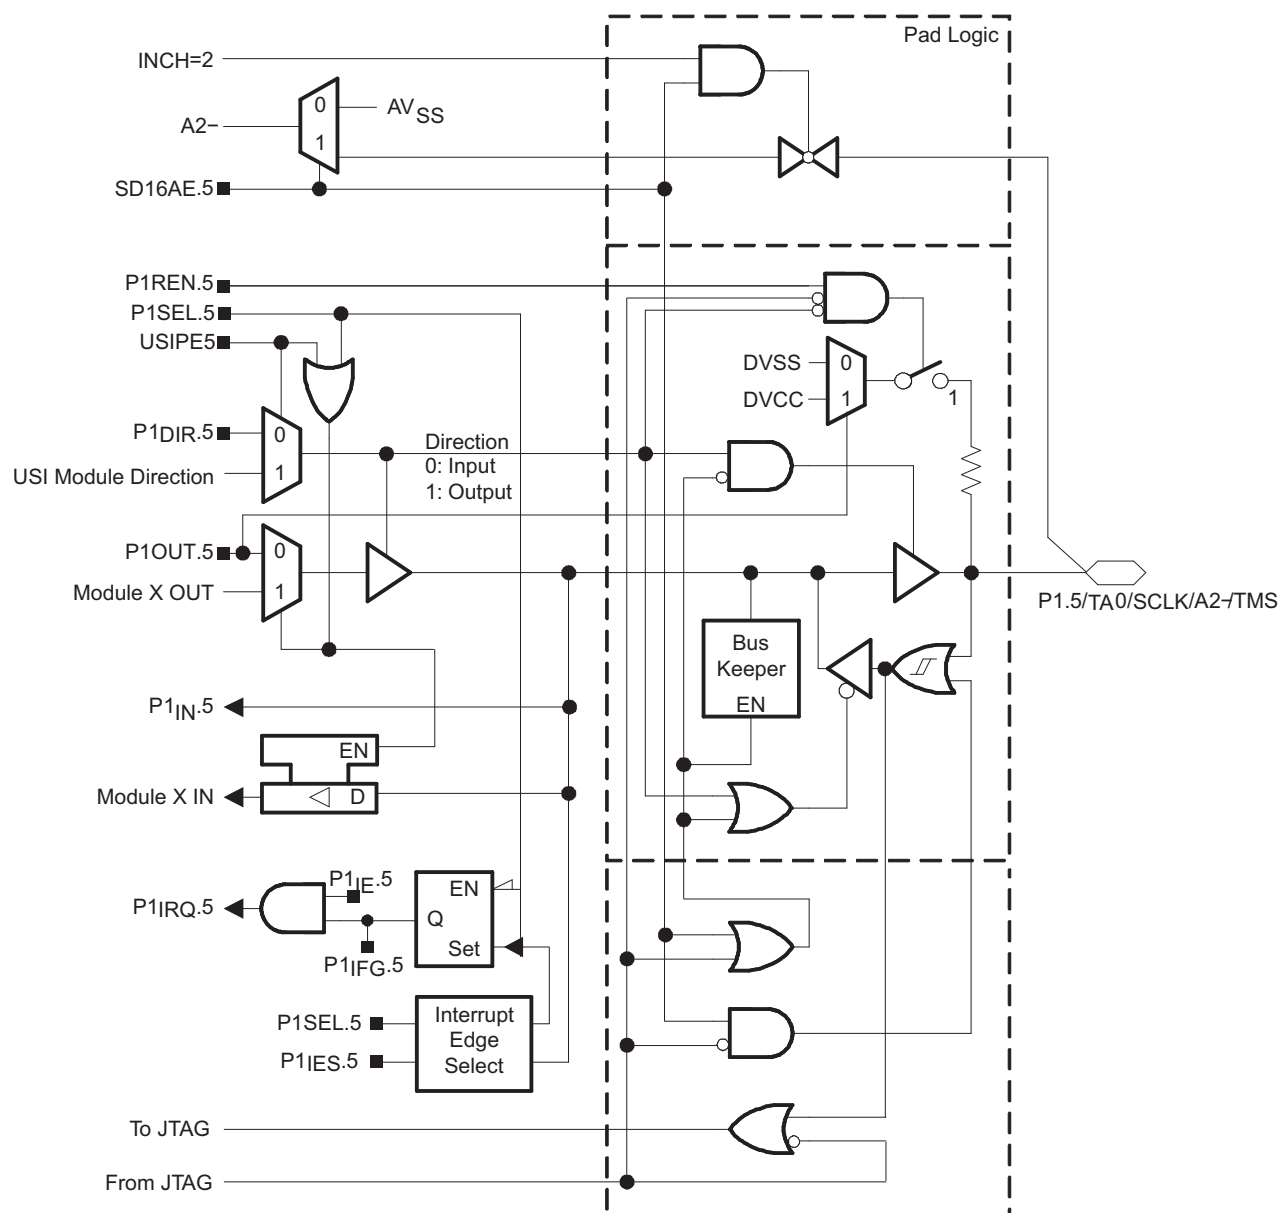 Pad Logic
INCH=2
0
AVSS
A2−
1
SD16AE.5
P1REN.5
P1SEL.5
USIPE5
DVSS
0
DVCC
1
1
P1DIR.5
0
USI Module Direction
1
Direction
0: Input
1: Output
P1OUT.5
0
Module X OUT
1
P1.5/TA0/SCLK/A2-/TMS
Bus
Keeper
EN
P1IN.5
EN
Module X IN
D
P1IE.5
P1IRQ.5
EN
Q
Set
P1IFG.5
P1SEL.5
P1IES.5
Interrupt
Edge
Select
To JTAG
From JTAG